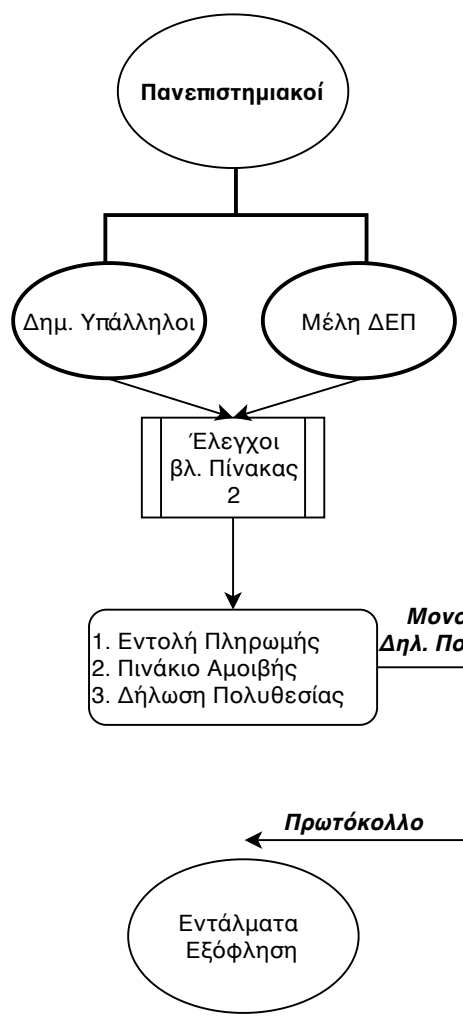 Πανεπιστημιακοί
Δημ. Υπάλληλοι
Μέλη ΔΕΠ
Έλεγχοι
βλ. Πίνακας
2
1. Εντολή Πληρωμής
2. Πινάκιο Αμοιβής
3. Δήλωση Πολυθεσίας
Δηλ.
Πρωτόκολλο
Εντάλματα
Εξόφληση